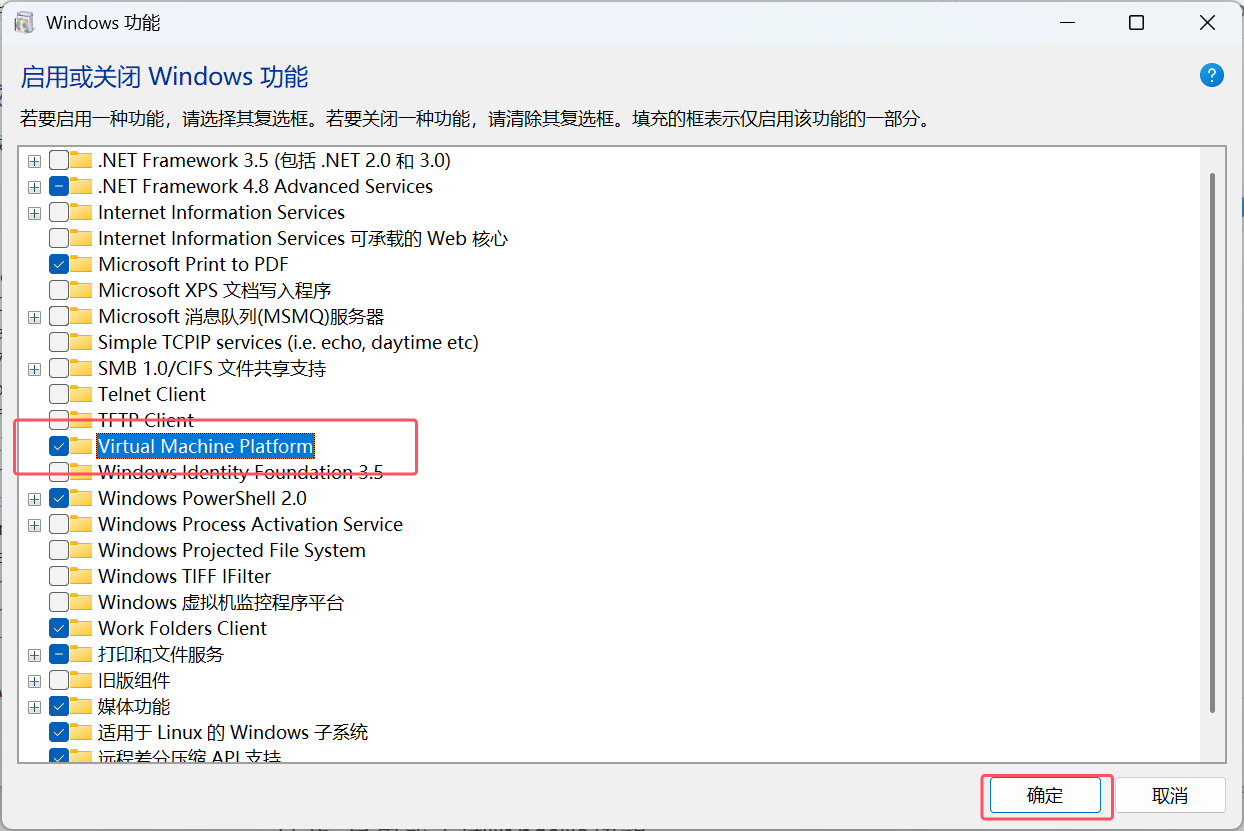 Windows 功能
启用或关闭 Windows 功能
若要启用一种功能，请选择其复选框。若要关闭一种功能，请清除其复选框。填充的框表示仅启用该功能的一部分。
.NET Framework 3.5 (包括 .NET 2.0 和 3.0)
.NET Framework 4.8 Advanced Services
Internet Information Services
Internet Information Services 可承载的 Web 核心
Microsoft Print to PDF
Microsoft XPS 文档写入程序
Microsoft 消息队列(MSMQ)服务器
Simple TCPIP services (i.e. echo, daytime etc)
SMB 1.0/CIFS 文件共享支持
Telnet Client
TFTP Client
Virtual Machine Platform
Windows Identity Foundation 3.5
Windows PowerShell 2.0
Windows Process Activation Service
Windows Projected File System
Windows TIFF IFilter
Windows 虚拟机监控程序平台
Work Folders Client
打印和文件服务
旧版组件
媒体功能
适用于 Linux 的 Windows 子系统
远程差分压缩 API 支持
确定
取消